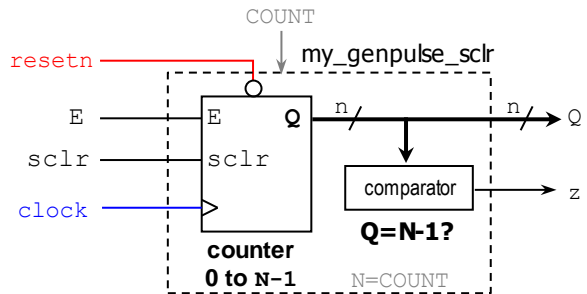 COUNT
resetn
my_genpulse_sclr
E
E
Q
n
n
Q
sclr
sclr
comparator
z
clock
Q=N-1?
counter
0 to N-1
N=COUNT